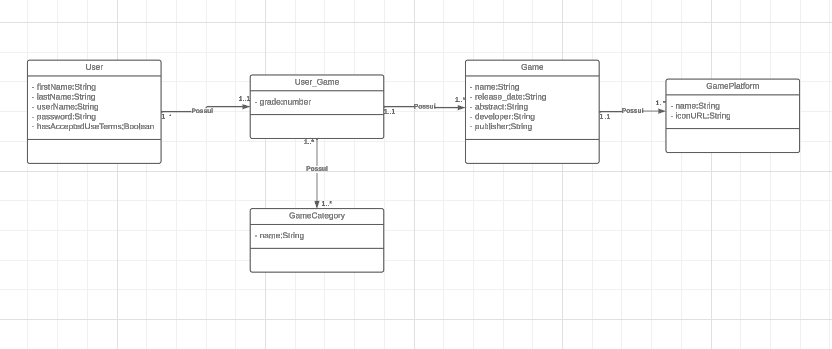 User
- firstName:String
- lastName:String
- userName:String
- password:String
- hasAcceptedUseTerms:Boolean
1..*
Possui
1..1
User_Game
- grade:number
1..1
Possui
1..*
Game
- name:String
- release_date:String
- abstract:String
- developer:String
- publisher:String
1..1
Possui
1..*
GamePlatform
- name:String
- iconURL:String
1..*
Possui
1..*
GameCategory
- name:String